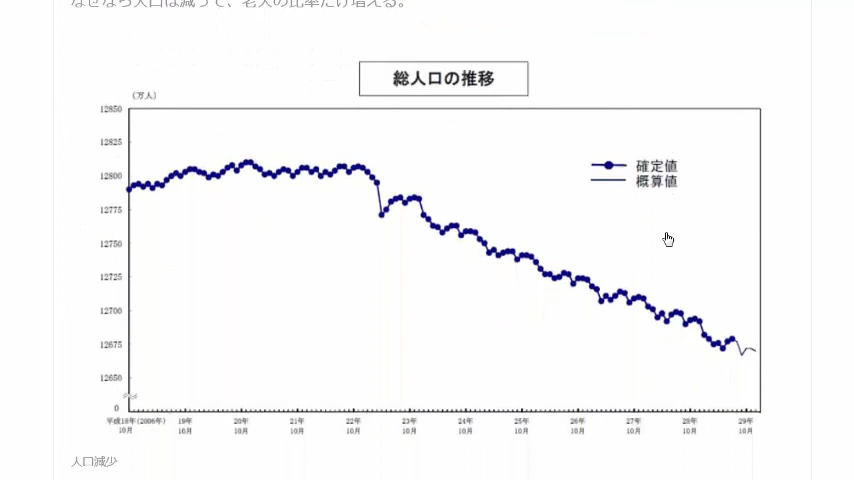 なぜなら人口は減って、老人の比率だけ増える。
総人口の推移
(万人)
12850
12825
12800
12775
12750
12725
12700
12675
12650
0
確定値
概算値
平成18年(2006年) 19年 20年 21年 22年 23年 24年 25年 26年 27年 28年 29年
10月 10月 10月 10月 10月 10月 10月 10月 10月 10月 10月 10月
人口減少